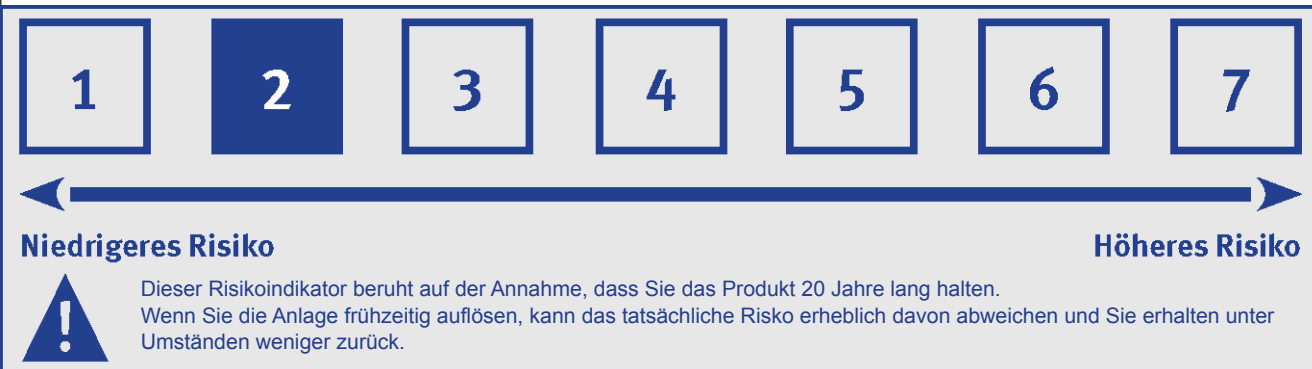 1 2 3 4 5 6 7
Niedrigeres Risiko Höheres Risiko
!
Dieser Risikoindikator beruht auf der Annahme, dass Sie das Produkt 20 Jahre lang halten.
Wenn Sie die Anlage frühzeitig auflösen, kann das tatsächliche Risko erheblich davon abweichen und Sie erhalten unter
Umständen weniger zurück.